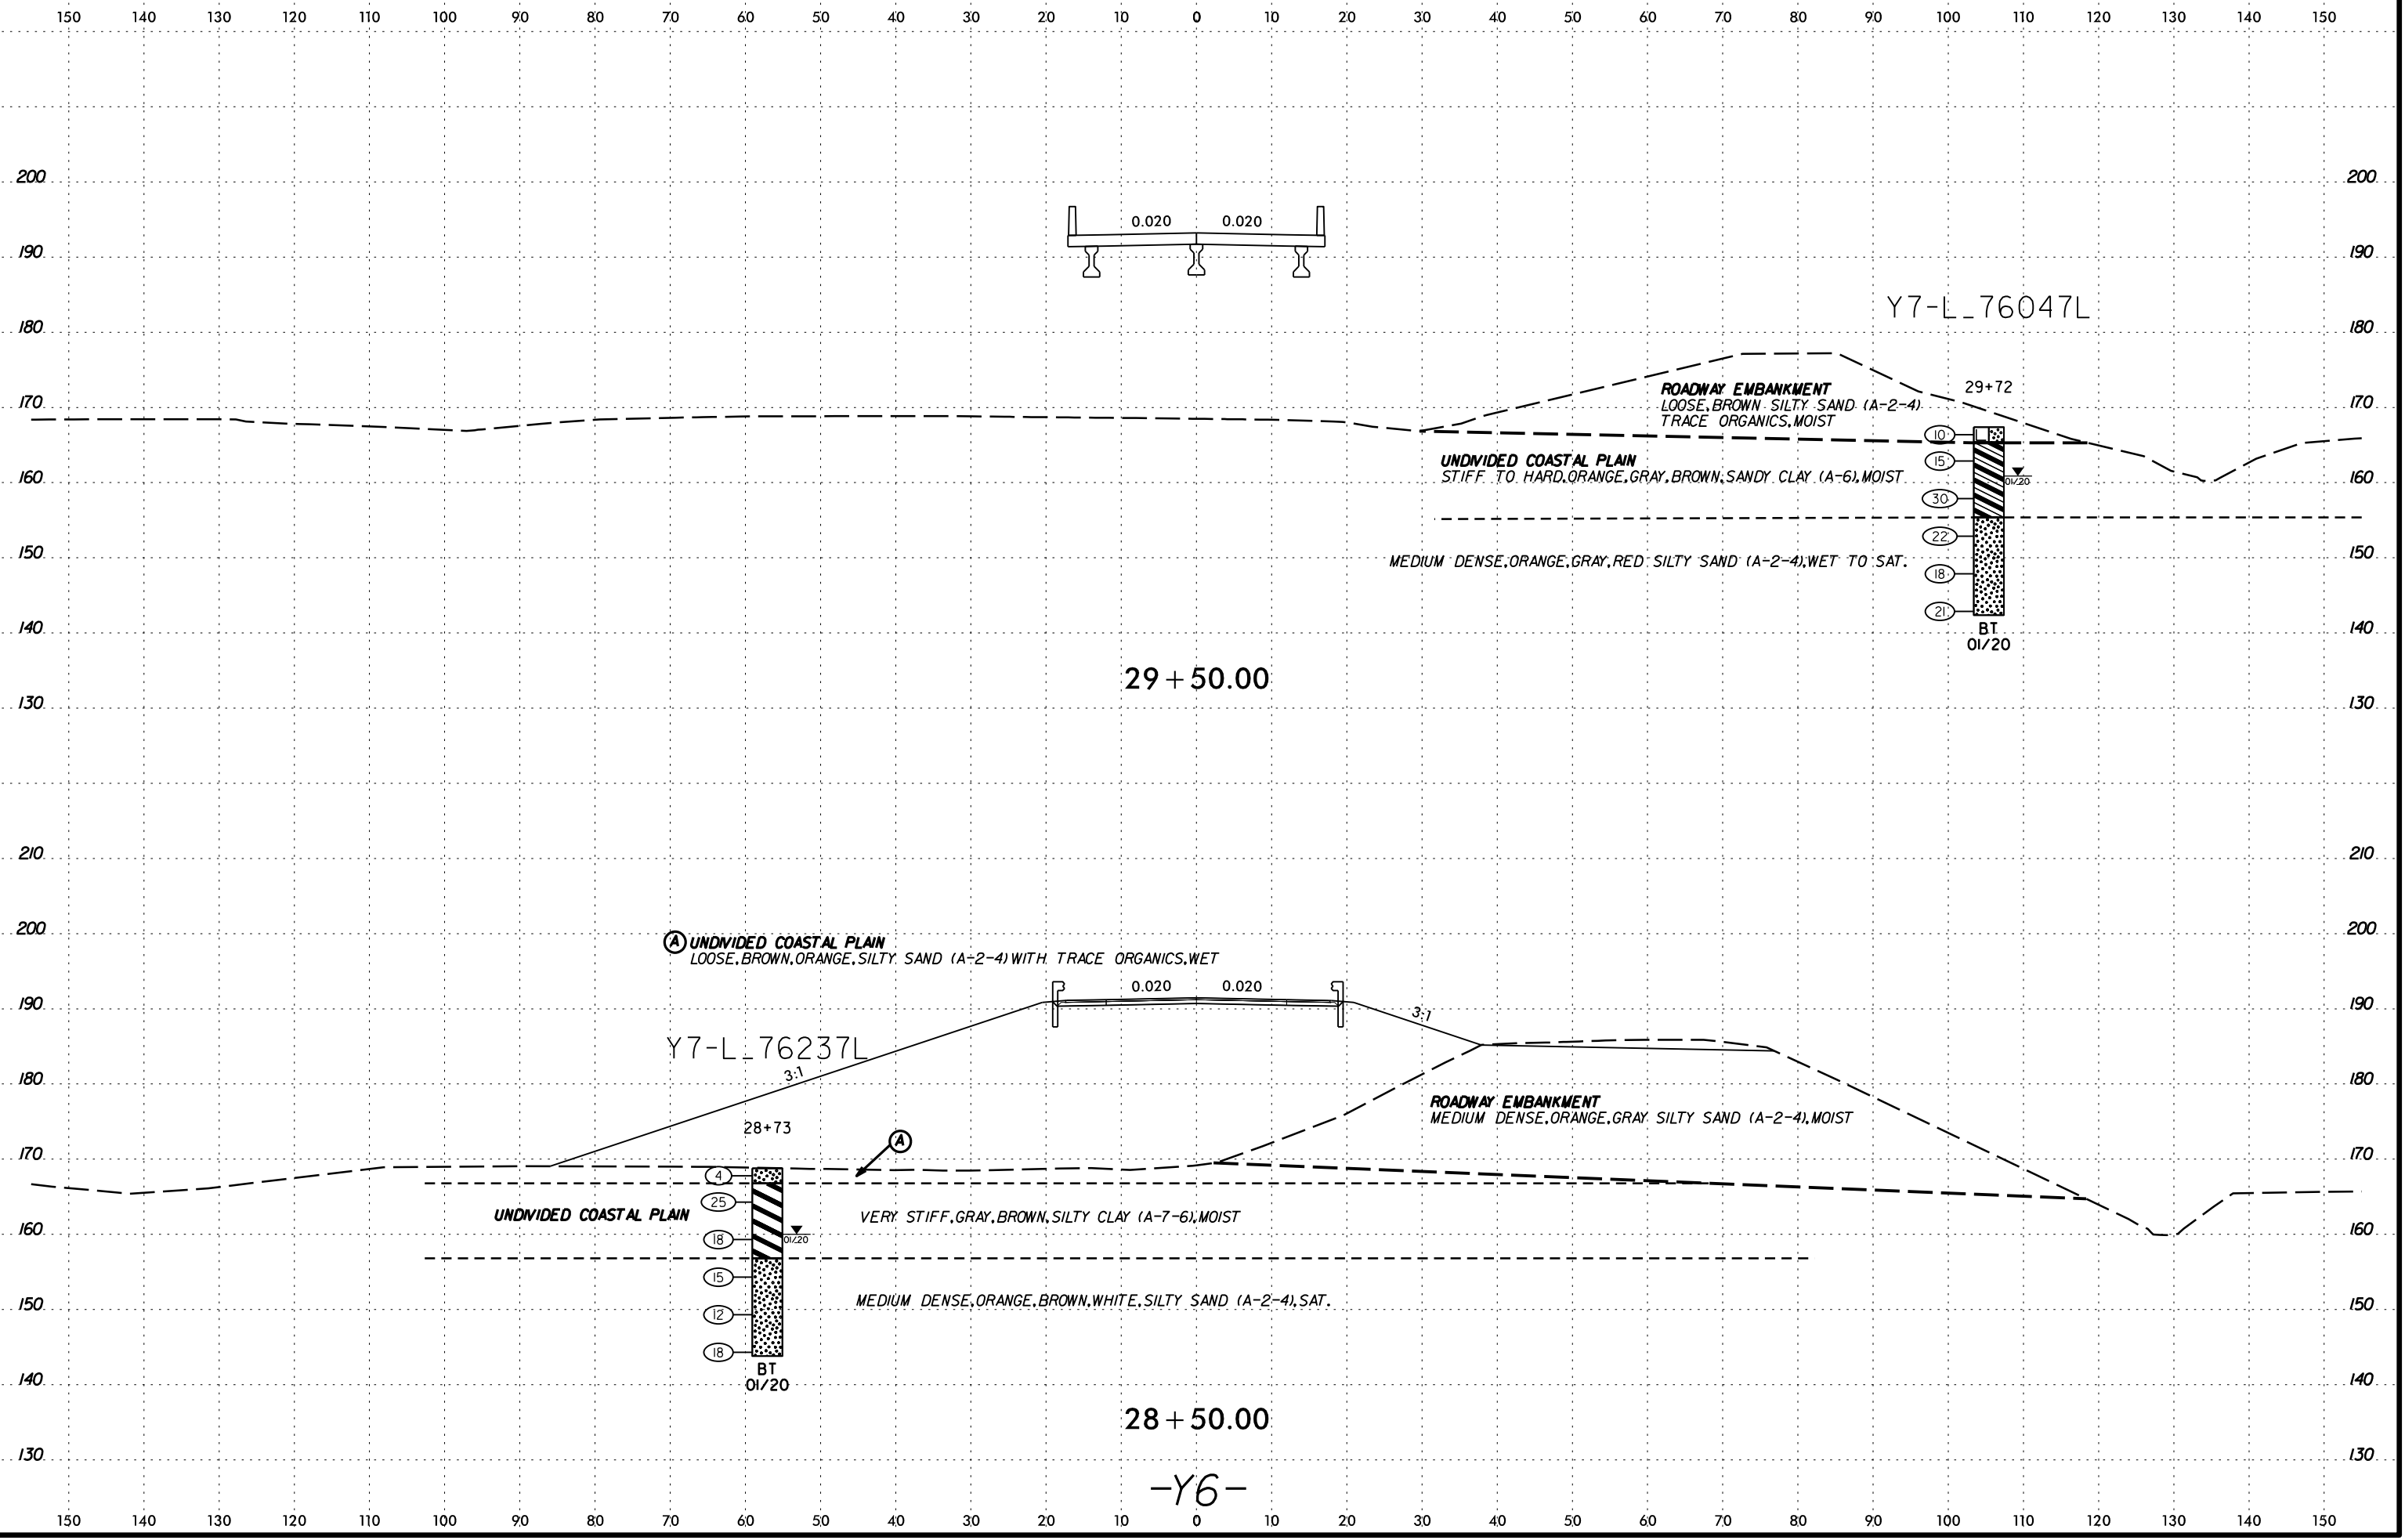 150 140 130 120 110 100 90 80 70 60 50 40 30 20 10 0 10 20 30 40 50 60 70 80 90 100 110 120 130 140 150
200 200
0.020 0.020
190 190
Y7-L_76047L
180 180
ROADWAY EMBANKMENT 29+72
LOOSE,BROWN SILTY SAND (A-2-4)
170 170
TRACE ORGANICS,MOIST
10
UNDIVIDED COASTAL PLAIN 15
STIFF TO HARD,ORANGE,GRAY,BROWN,SANDY CLAY (A-6),MOIST
160 01/20 160
30
22
150 150
MEDIUM DENSE,ORANGE,GRAY,RED SILTY SAND (A-2-4),WET TO SAT.
18
21
140 BT 140
01/20
29+50.00
130 130
210 210
200 200
A UNDIVIDED COASTAL PLAIN
LOOSE,BROWN,ORANGE,SILTY SAND (A-2-4) WITH TRACE ORGANICS,WET
0.020 0.020
190 190
3:1
Y7-L_76237L
3:1
180 180
ROADWAY EMBANKMENT
MEDIUM DENSE,ORANGE,GRAY SILTY SAND (A-2-4),MOIST
28+73
A
170 170
4
25
UNDIVIDED COASTAL PLAIN VERY STIFF,GRAY,BROWN,SILTY CLAY (A-7-6),MOIST
160 160
18 01/20
15
MEDIUM DENSE,ORANGE,BROWN,WHITE,SILTY SAND (A-2-4),SAT.
150 150
12
18
BT
140 01/20 140
28+50.00
130 130
-Y6-
150 140 130 120 110 100 90 80 70 60 50 40 30 20 10 0 10 20 30 40 50 60 70 80 90 100 110 120 130 140 150